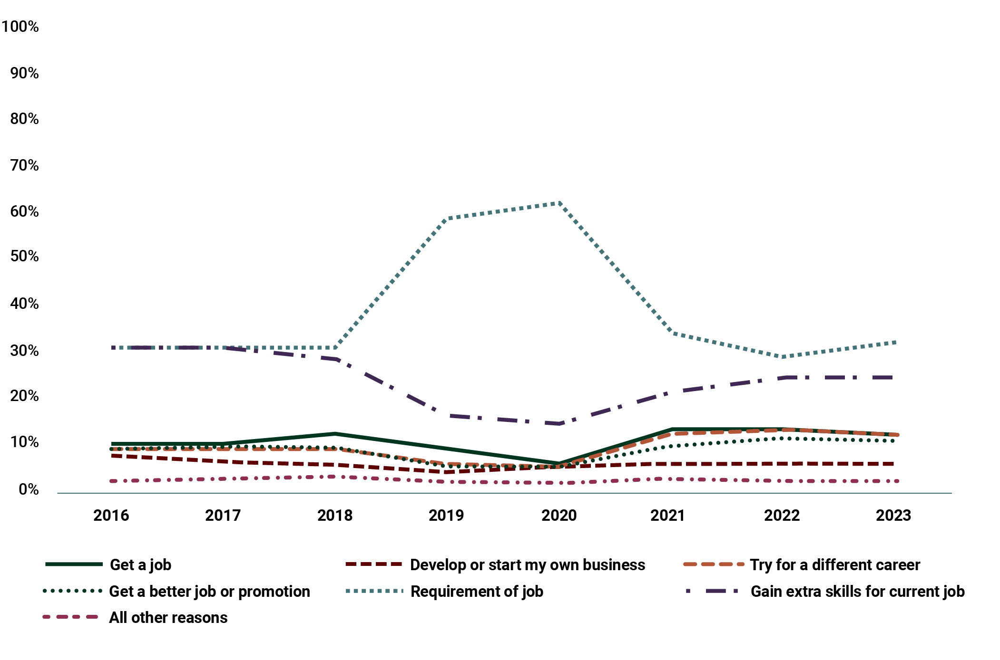 100%
90%
80%
70%
60%
50%
40%
30%
20%
10%
0%
2016 2017 2018 2019 2020 2021 2022 2023
Get a job Develop or start my own business Try for a different career
Get a better job or promotion Requirement of job Gain extra skills for current job
All other reasons